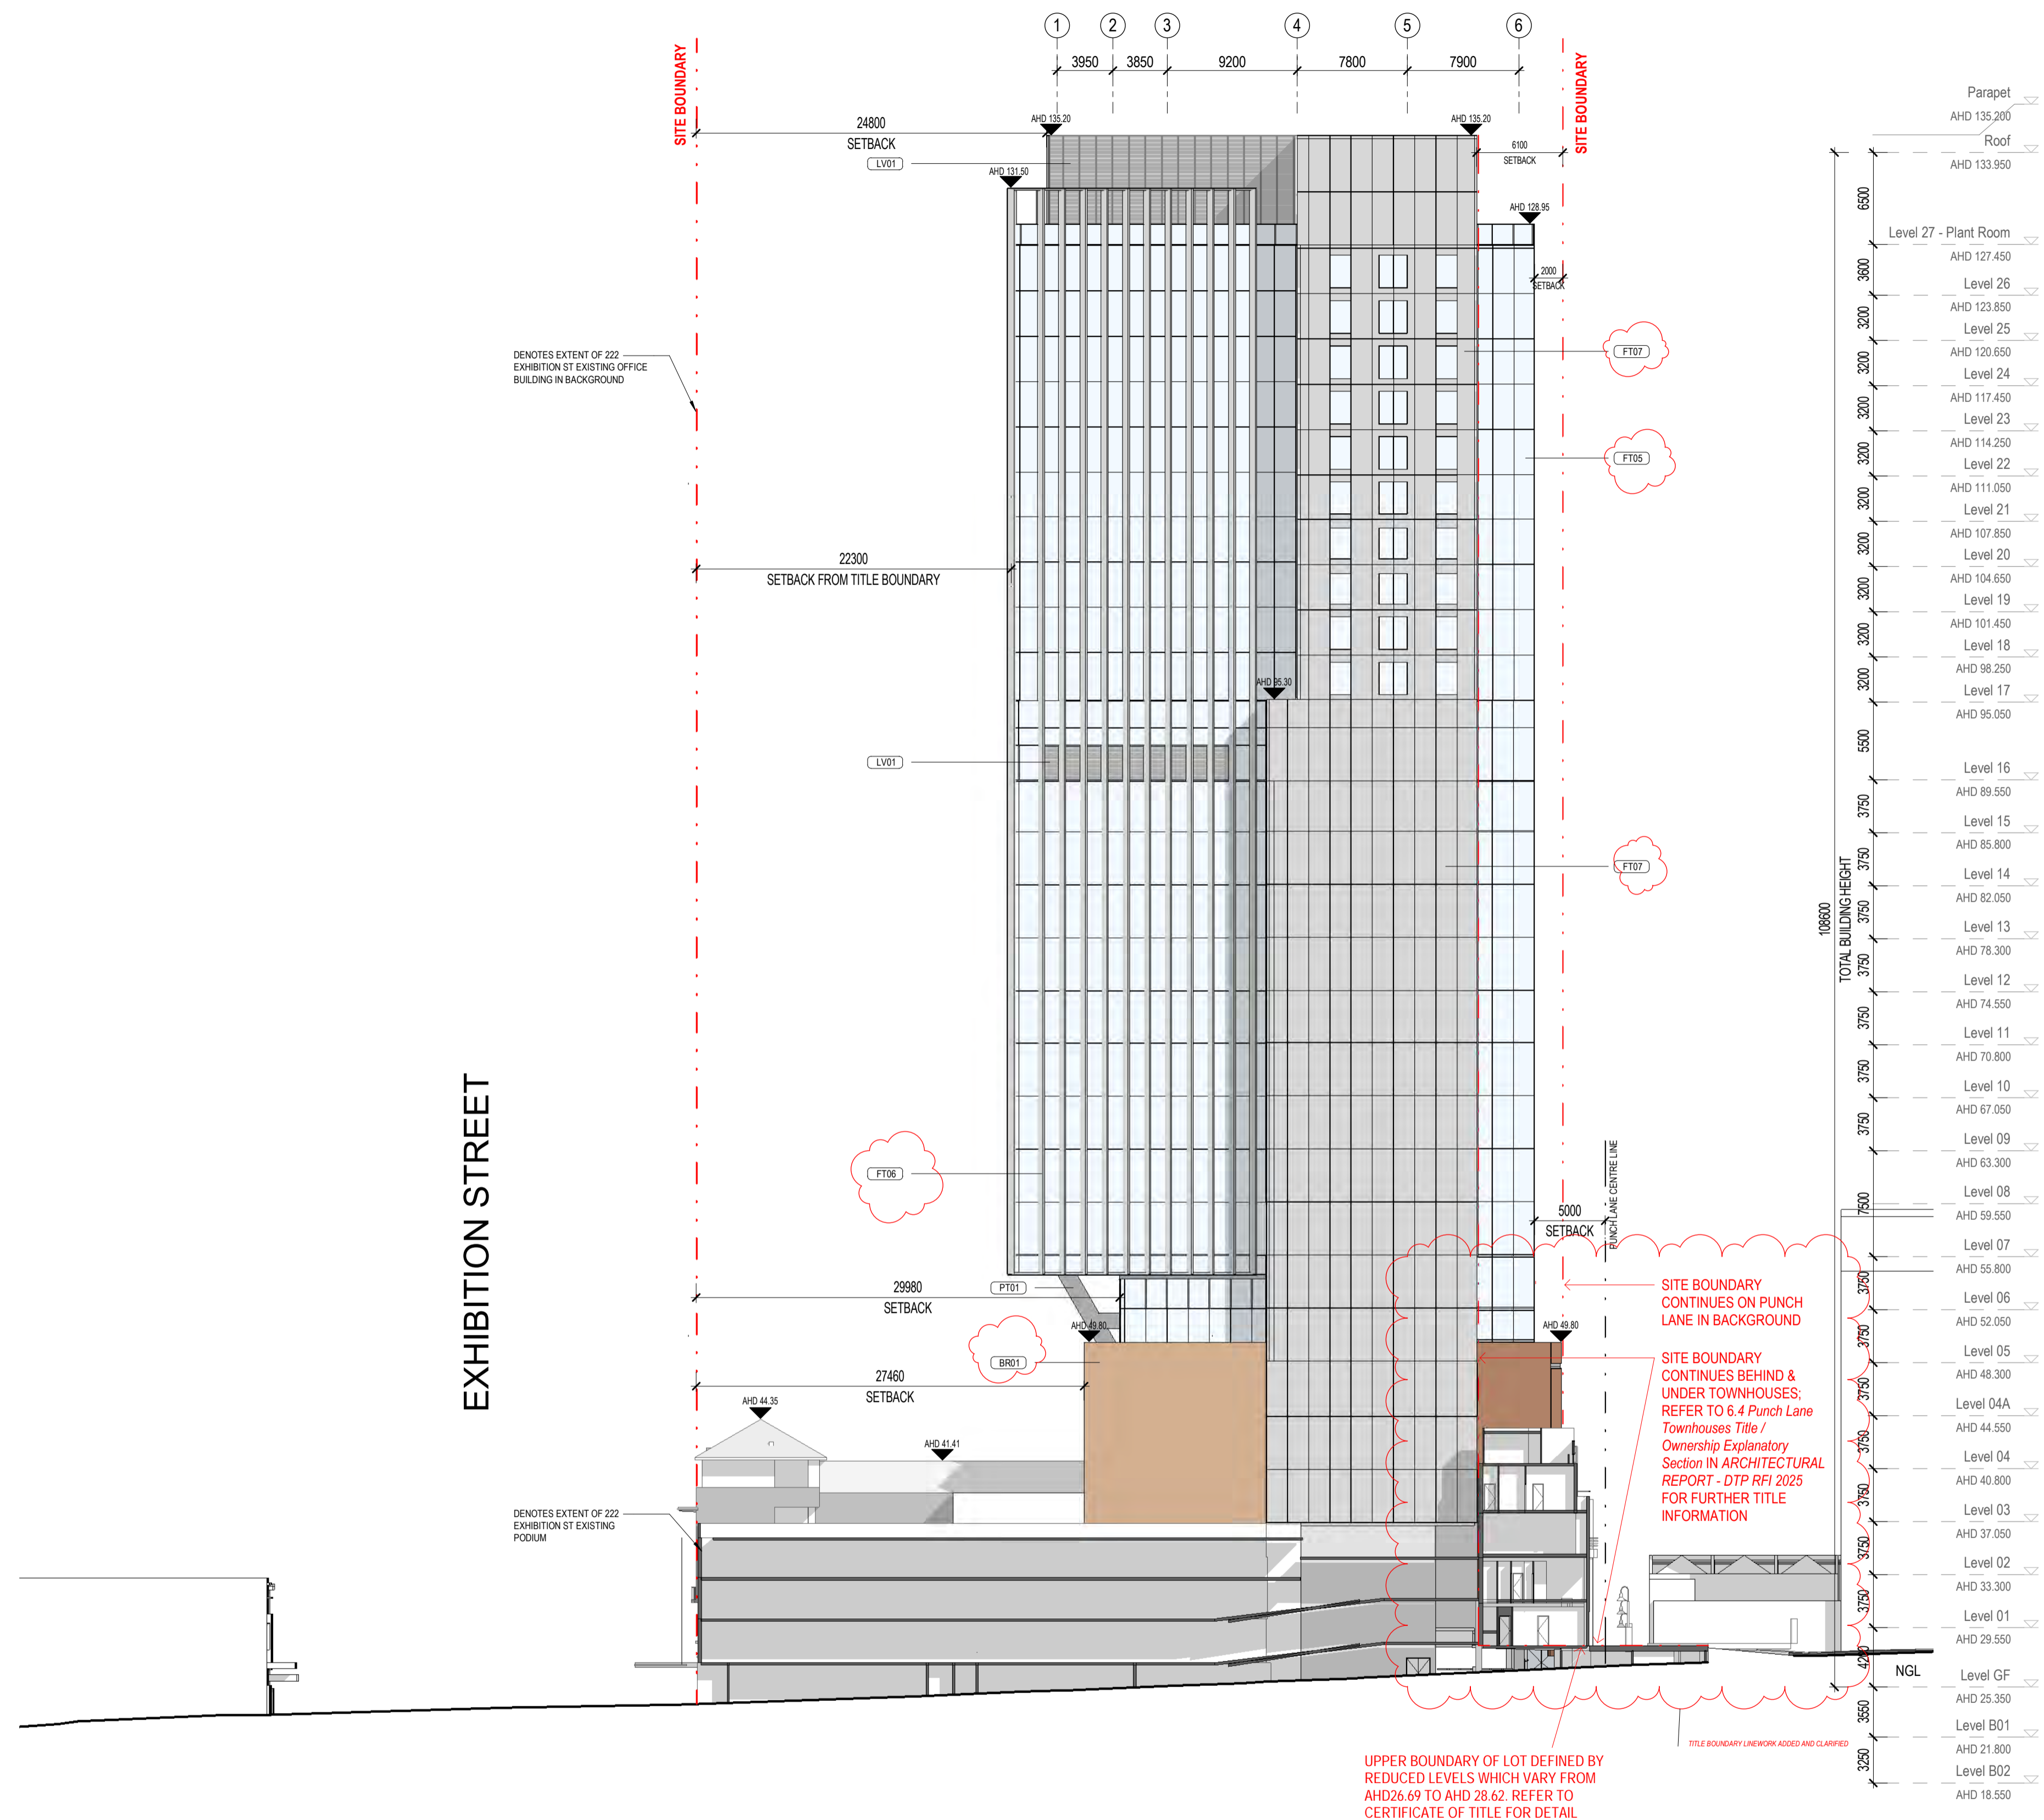 1
2
3
4
5
6
3950
3850
9200
7800
7900
SITE BOUNDARY
SITE BOUNDARY
24800
SETBACK
AHD 135.20
AHD 135.20
6100
SETBACK
LV01
AHD 131.50
AHD 128.95
2000
SETBACK
DENOTES EXTENT OF 222
EXHIBITION ST EXISTING OFFICE
BUILDING IN BACKGROUND
FT07
FT05
22300
SETBACK FROM TITLE BOUNDARY
AHD 95.30
LV01
FT07
EXHIBITION STREET
FT06
5000
SETBACK
PUNCH LANE CENTRE LINE
29980
SETBACK
PT01
AHD 49.80
AHD 49.80
BR01
27460
SETBACK
AHD 44.35
AHD 41.41
DENOTES EXTENT OF 222
EXHIBITION ST EXISTING
PODIUM
SITE BOUNDARY
CONTINUES ON PUNCH
LANE IN BACKGROUND
SITE BOUNDARY
CONTINUES BEHIND &
UNDER TOWNHOUSES;
REFER TO 6.4 Punch Lane
Townhouses Title /
Ownership Explanatory
Section IN ARCHITECTURAL
REPORT - DTP RFI 2025
FOR FURTHER TITLE
INFORMATION
NGL
TITLE BOUNDARY LINEWORK ADDED AND CLARIFIED
UPPER BOUNDARY OF LOT DEFINED BY
REDUCED LEVELS WHICH VARY FROM
AHD26.69 TO AHD 28.62. REFER TO
CERTIFICATE OF TITLE FOR DETAIL
108600
TOTAL BUILDING HEIGHT
6500
3600
3200
3200
3200
3200
3200
3200
3200
3200
3200
5500
3750
3750
3750
3750
3750
3750
3750
7500
3750
3750
3750
3750
3750
3750
3750
4200
3550
3250
Parapet
AHD 135.200
Roof
AHD 133.950
Level 27 - Plant Room
AHD 127.450
Level 26
AHD 123.850
Level 25
AHD 120.650
Level 24
AHD 117.450
Level 23
AHD 114.250
Level 22
AHD 111.050
Level 21
AHD 107.850
Level 20
AHD 104.650
Level 19
AHD 101.450
Level 18
AHD 98.250
Level 17
AHD 95.050
Level 16
AHD 89.550
Level 15
AHD 85.800
Level 14
AHD 82.050
Level 13
AHD 78.300
Level 12
AHD 74.550
Level 11
AHD 70.800
Level 10
AHD 67.050
Level 09
AHD 63.300
Level 08
AHD 59.550
Level 07
AHD 55.800
Level 06
AHD 52.050
Level 05
AHD 48.300
Level 04A
AHD 44.550
Level 04
AHD 40.800
Level 03
AHD 37.050
Level 02
AHD 33.300
Level 01
AHD 29.550
Level GF
AHD 25.350
Level B01
AHD 21.800
Level B02
AHD 18.550